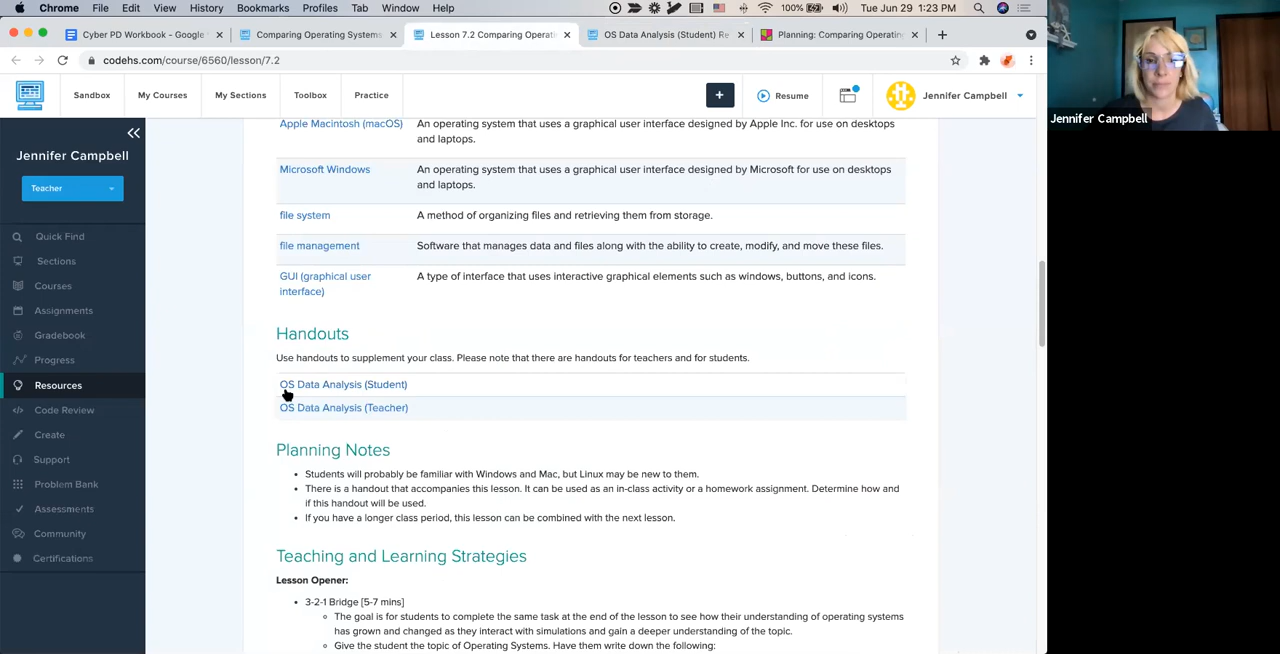 Chrome File Edit View History Bookmarks Profiles Tab Window Help 100% Tue Jun 29 1:23 PM
Cyber PD Workbook - Google
Comparing Operating Systems
Lesson 7.2 Comparing Operati
OS Data Analysis (Student) Re
Planning: Comparing Operatin
codehs.com/course/6560/lesson/7.2
Sandbox My Courses My Sections Toolbox Practice + Resume Jennifer Campbell
Jennifer Campbell
Teacher
Quick Find
Sections
Courses
Assignments
Gradebook
Progress
Resources
Code Review
Create
Support
Problem Bank
Assessments
Community
Certifications
Apple Macintosh (macOS) An operating system that uses a graphical user interface designed by Apple Inc. for use on desktops
and laptops.
Microsoft Windows An operating system that uses a graphical user interface designed by Microsoft for use on desktops
and laptops.
file system A method of organizing files and retrieving them from storage.
file management Software that manages data and files along with the ability to create, modify, and move these files.
GUI (graphical user A type of interface that uses interactive graphical elements such as windows, buttons, and icons.
interface)
Handouts
Use handouts to supplement your class. Please note that there are handouts for teachers and for students.
OS Data Analysis (Student)
OS Data Analysis (Teacher)
Planning Notes
• Students will probably be familiar with Windows and Mac, but Linux may be new to them.
• There is a handout that accompanies this lesson. It can be used as an in-class activity or a homework assignment. Determine how and
if this handout will be used.
• If you have a longer class period, this lesson can be combined with the next lesson.
Teaching and Learning Strategies
Lesson Opener:
• 3-2-1 Bridge [5-7 mins]
The goal is for students to complete the same task at the end of the lesson to see how their understanding of operating systems
has grown and changed as they interact with simulations and gain a deeper understanding of the topic.
Give the student the topic of Operating Systems. Have them write down the following:
Jennifer Campbell